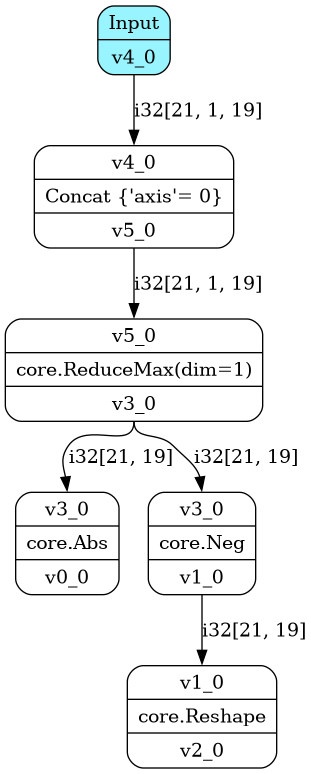 Input
v4_0
i32[21, 1, 19]
v4_0
Concat {'axis'= 0}
v5_0
i32[21, 1, 19]
v5_0
core.ReduceMax(dim=1)
v3_0
i32[21, 19]
i32[21, 19]
v3_0
core.Abs
v0_0
v3_0
core.Neg
v1_0
i32[21, 19]
v1_0
core.Reshape
v2_0